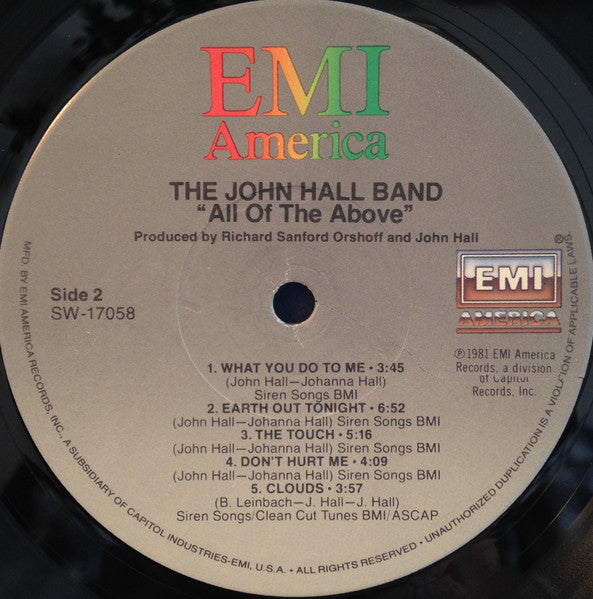 EMI
America
THE JOHN HALL BAND
“All Of The Above”
Produced by Richard Sanford Orshoff and John Hall
Side 2
SW-17058
®
EMI
AMERICA
℗1981 EMI America
Records, a division
of Capitol
Records, Inc.
1. WHAT YOU DO TO ME • 3:45
(John Hall—Johanna Hall)
Siren Songs BMI
2. EARTH OUT TONIGHT • 6:52
(John Hall—Johanna Hall) Siren Songs BMI
3. THE TOUCH • 5:16
(John Hall—Johanna Hall) Siren Songs BMI
4. DON'T HURT ME • 4:09
(John Hall—Johanna Hall) Siren Songs BMI
5. CLOUDS • 3:57
(B. Leinbach—J. Hall—J. Hall)
Siren Songs/Clean Cut Tunes BMI/ASCAP
MFD. BY EMI AMERICA RECORDS, INC., A SUBSIDIARY OF CAPITOL INDUSTRIES-EMI, U.S.A. • ALL RIGHTS RESERVED. • UNAUTHORIZED DUPLICATION IS A VIOLATION OF APPLICABLE LAWS.